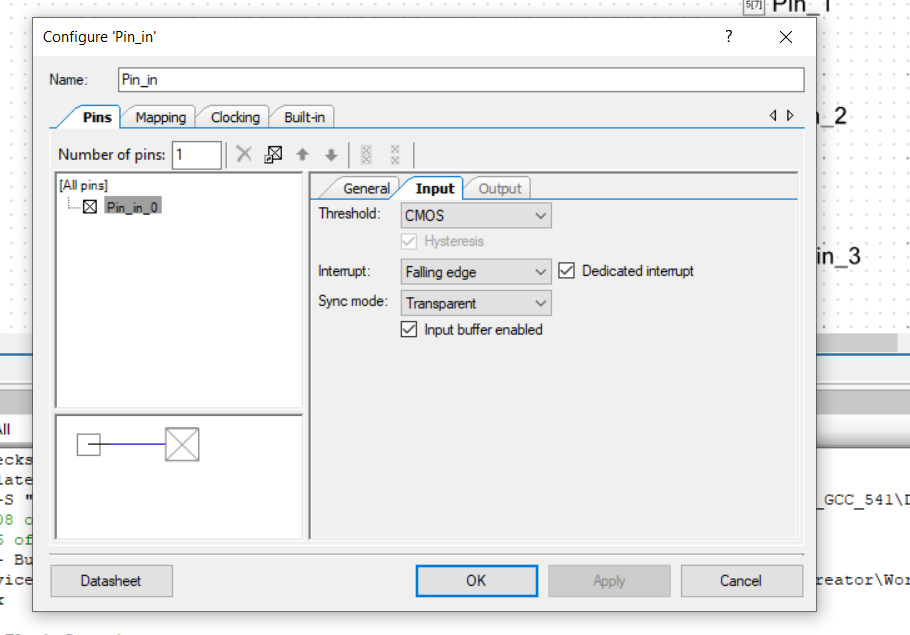 5[7] Pin_1
Configure 'Pin_in' ?
Name: Pin_in
Pins Mapping Clocking Built-in
_2
Number of pins: 1
[All pins]
Pin_in_0
General Input Output
Threshold: CMOS
Hysteresis
in_3
Interrupt: Falling edge Dedicated interrupt
Sync mode: Transparent
Input buffer enabled
All
ecks
late
-S " _GCC_541\D
08 o
5 of
- Bu
vice reator\Wor
r
Datasheet OK Apply Cancel